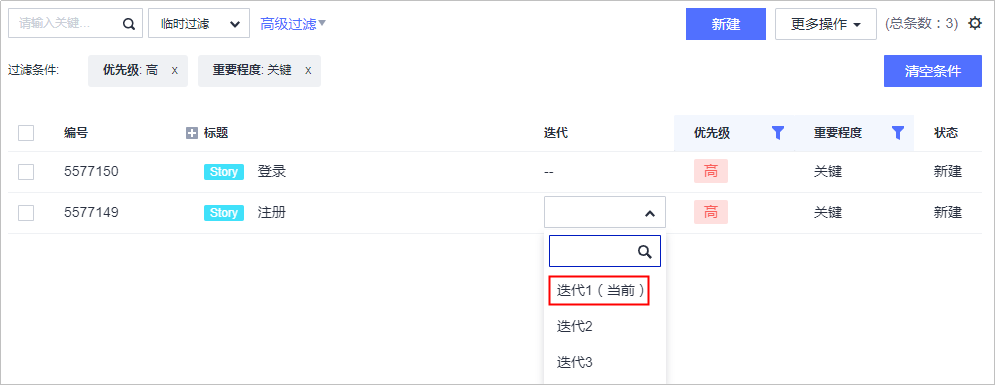 请输入关键... 临时过滤 高级过滤 新建 更多操作 (总条数：3)
过滤条件: 优先级: 高 x 重要程度: 关键 x 清空条件
编号 标题 迭代 优先级 重要程度 状态
5577150 Story 登录 -- 高 关键 新建
5577149 Story 注册 高 关键 新建
迭代1（当前）
迭代2
迭代3